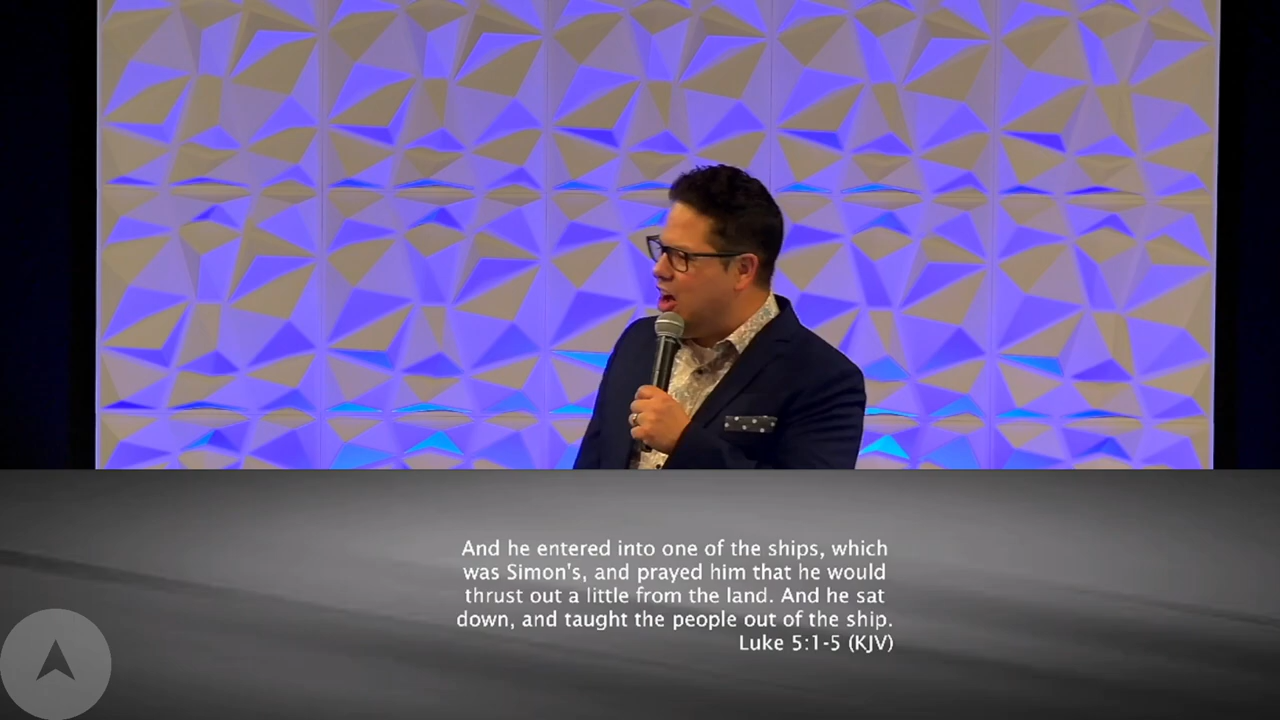 And he entered into one of the ships, which
was Simon's, and prayed him that he would
thrust out a little from the land. And he sat
down, and taught the people out of the ship.
Luke 5:1-5 (KJV)